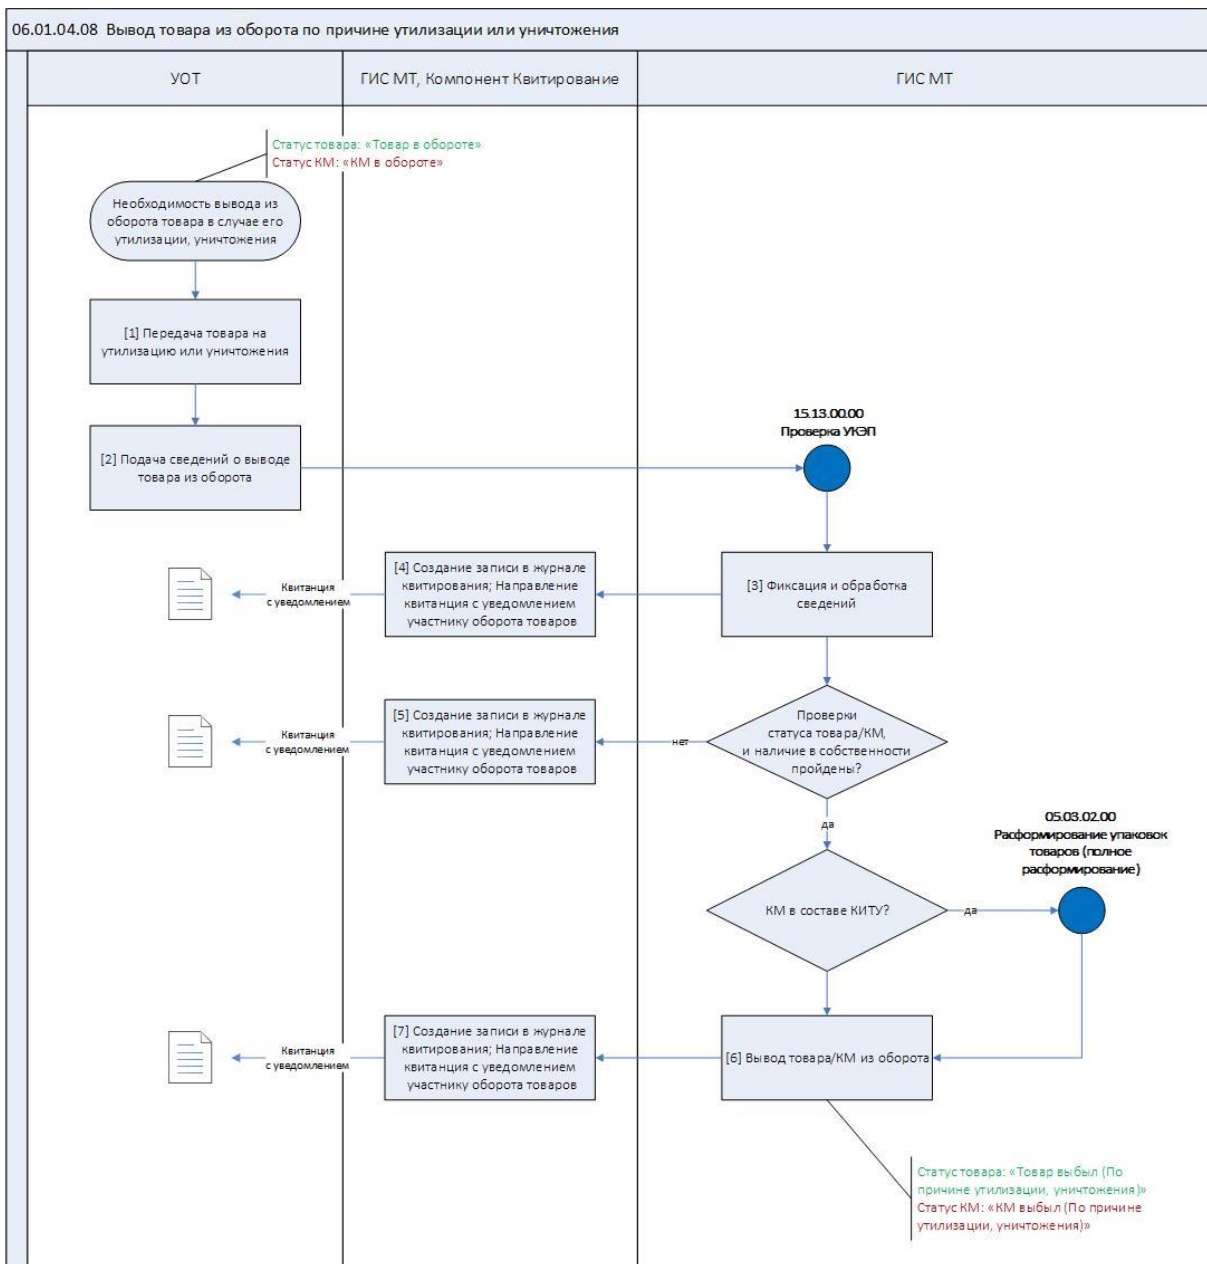 06.01.04.08 Вывод товара из оборота по причине утилизации или уничтожения
УОТ
ГИС МТ, Компонент Квитирование
ГИС МТ
Статус товара: «Товар в обороте»
Статус КМ: «КМ в обороте»
Необходимость вывода из
оборота товара в случае его
утилизации, уничтожения
[1] Передача товара на
утилизацию или уничтожения
[2] Подача сведений о выводе
товара из оборота
15.13.00.00
Проверка УКЭП
[3] Фиксация и обработка
сведений
[4] Создание записи в журнале
квитирования; Направление
квитанция с уведомлением
участнику оборота товаров
Квитанция
с уведомлением
Проверки
статуса товара/КМ,
и наличие в собственности
пройдены?
нет
[5] Создание записи в журнале
квитирования; Направление
квитанция с уведомлением
участнику оборота товаров
Квитанция
с уведомлением
да
КМ в составе КИТУ?
да
05.03.02.00
Расформирование упаковок
товаров (полное
расформирование)
[6] Вывод товара/КМ из оборота
[7] Создание записи в журнале
квитирования; Направление
квитанция с уведомлением
участнику оборота товаров
Квитанция
с уведомлением
Статус товара: «Товар выбыл (По
причине утилизации, уничтожения)»
Статус КМ: «КМ выбыл (По причине
утилизации, уничтожения)»